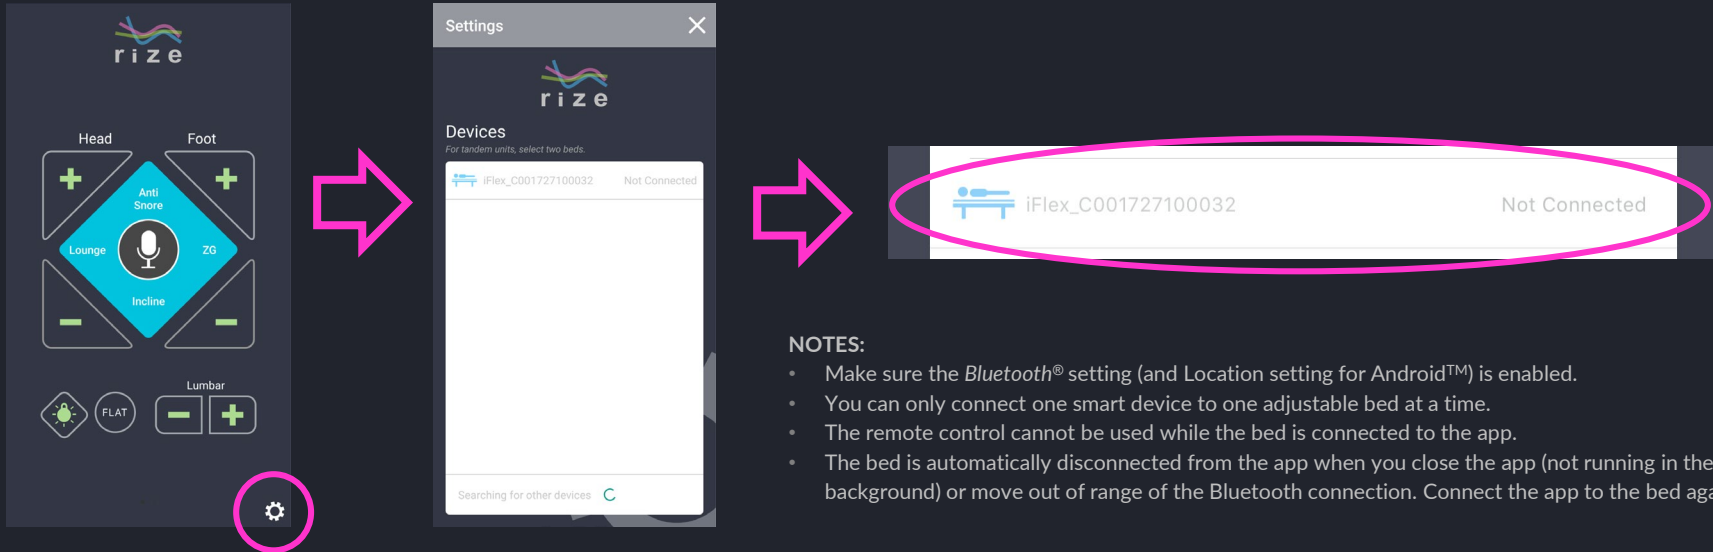 rize
Head
Foot
Anti
Snore
Lounge
ZG
Incline
Lumbar
FLAT
Settings
rize
Devices
For tandem units, select two beds.
iFlex_C001727100032 Not Connected
Searching for other devices
iFlex_C001727100032 Not Connected
NOTES:
• Make sure the Bluetooth® setting (and Location setting for Android™) is enabled.
• You can only connect one smart device to one adjustable bed at a time.
• The remote control cannot be used while the bed is connected to the app.
• The bed is automatically disconnected from the app when you close the app (not running in the
background) or move out of range of the Bluetooth connection. Connect the app to the bed